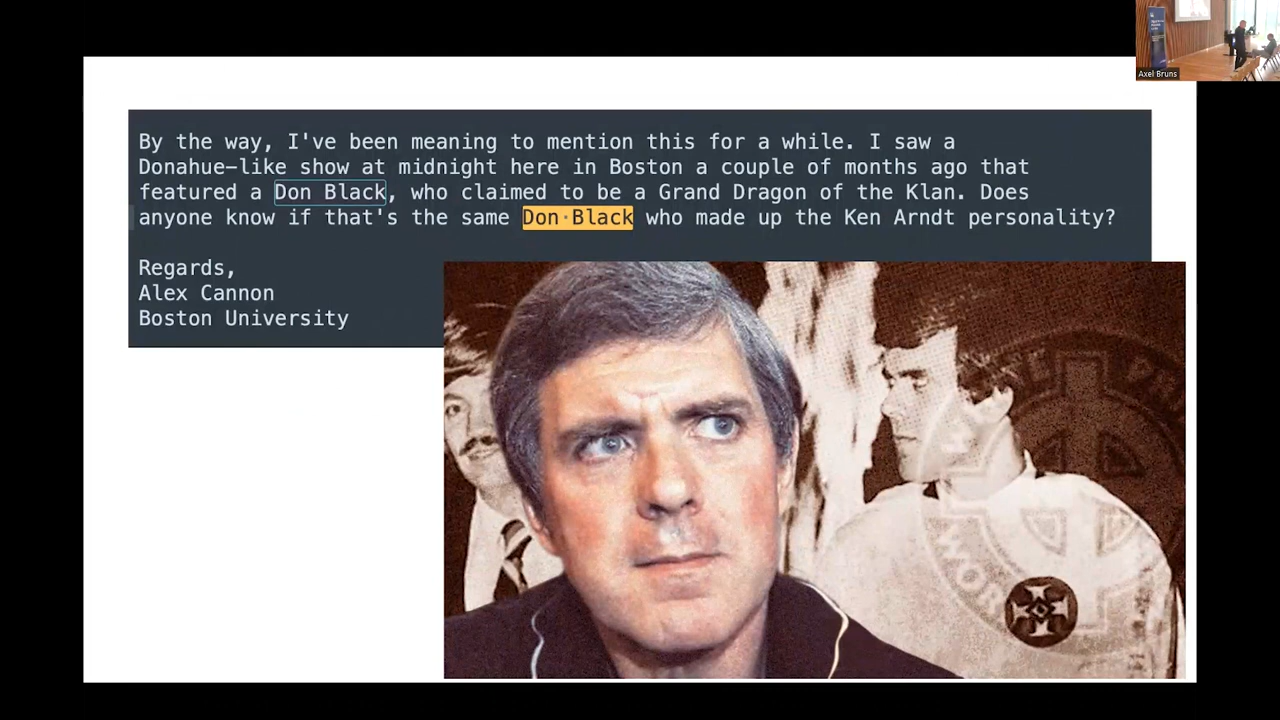 Axel Bruns
By the way, I've been meaning to mention this for a while. I saw a
Donahue-like show at midnight here in Boston a couple of months ago that
featured a Don Black, who claimed to be a Grand Dragon of the Klan. Does
anyone know if that's the same Don·Black who made up the Ken Arndt personality?
Regards,
Alex Cannon
Boston University
WOR